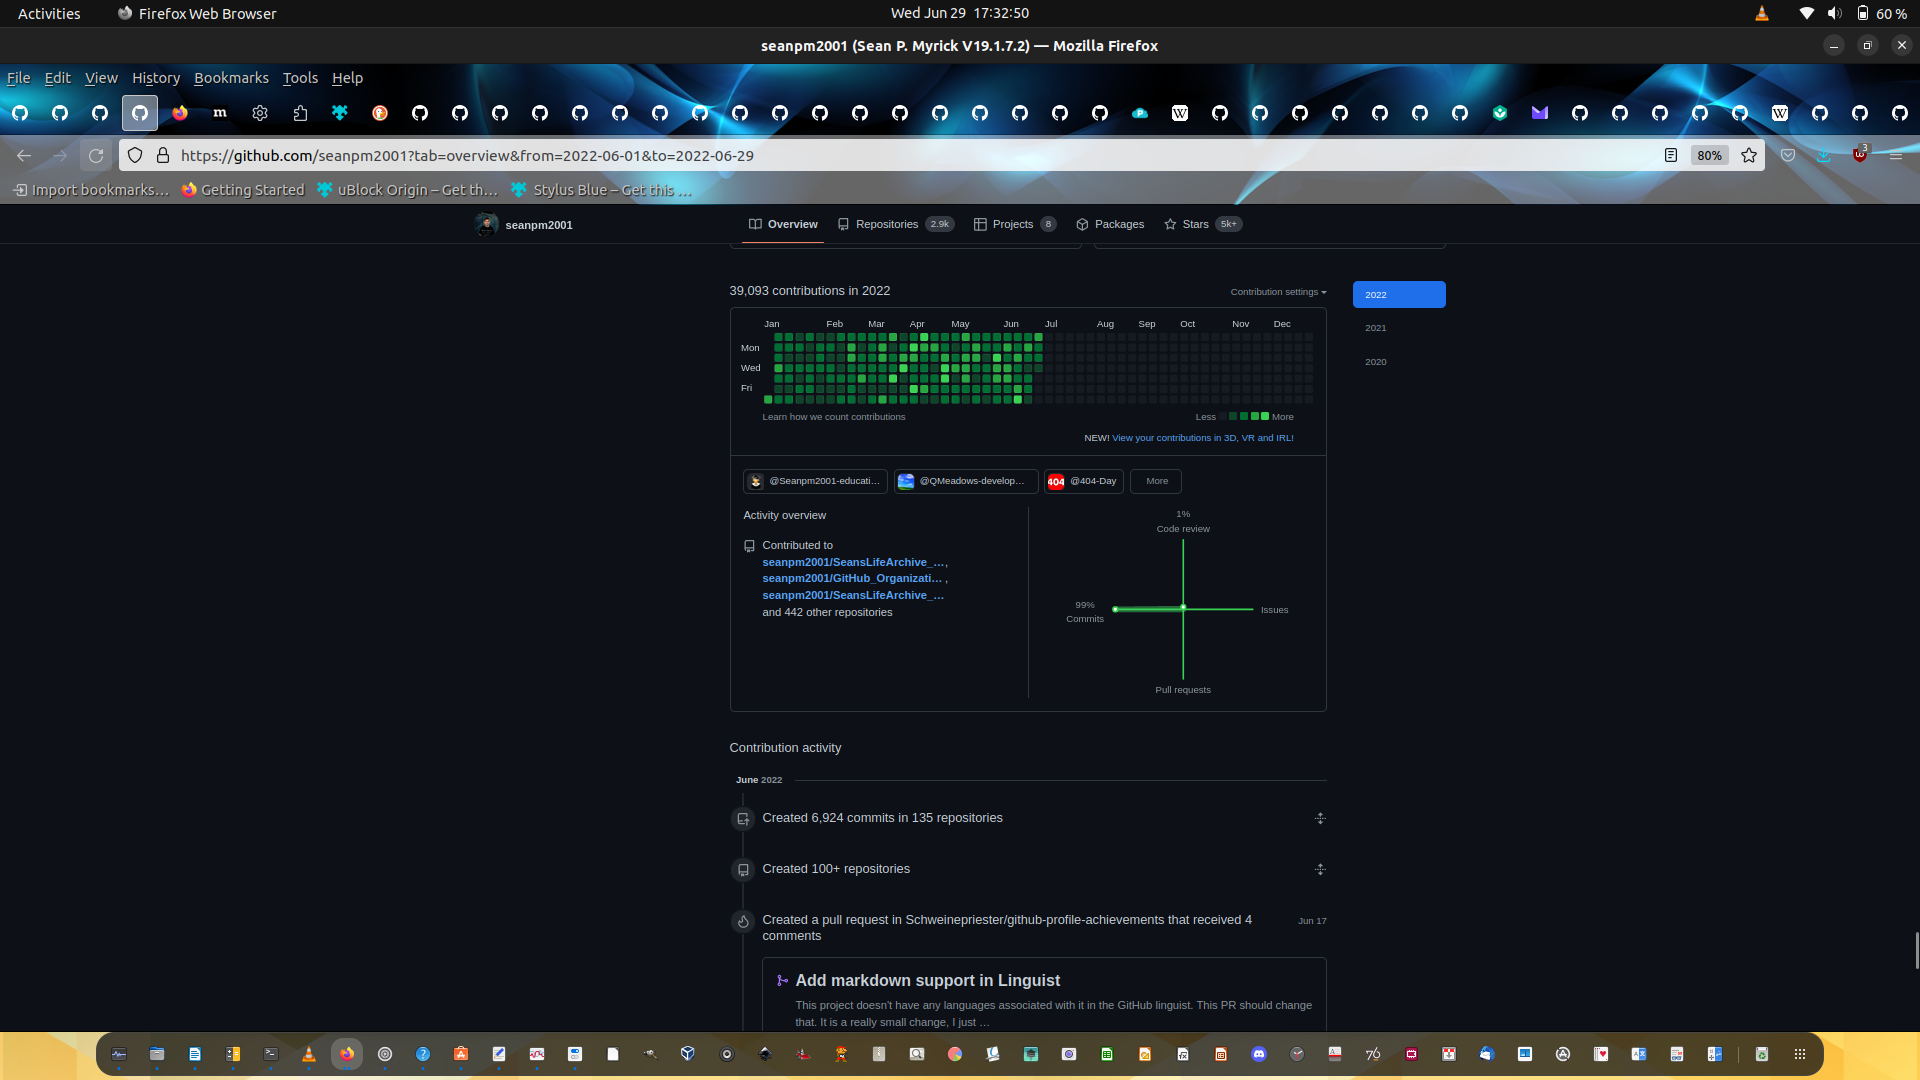 Activities
Firefox Web Browser
Wed Jun 29 17:32:50
60 %
seanpm2001 (Sean P. Myrick V19.1.7.2) — Mozilla Firefox
File Edit View History Bookmarks Tools Help
https://github.com/seanpm2001?tab=overview&from=2022-06-01&to=2022-06-29
80%
3
Import bookmarks…
Getting Started
uBlock Origin – Get th…
Stylus Blue – Get this …
seanpm2001
Overview
Repositories 2.9k
Projects 8
Packages
Stars 5k+
39,093 contributions in 2022
Contribution settings
2022
2021
2020
Jan Feb Mar Apr May Jun Jul Aug Sep Oct Nov Dec
Mon
Wed
Fri
Learn how we count contributions
Less More
NEW! View your contributions in 3D, VR and IRL!
@Seanpm2001-educati…
@QMeadows-develop…
404 @404-Day
More
Activity overview
Contributed to
seanpm2001/SeansLifeArchive_…,
seanpm2001/GitHub_Organizati… ,
seanpm2001/SeansLifeArchive_…
and 442 other repositories
1%
Code review
99%
Commits
Issues
Pull requests
Contribution activity
June 2022
Created 6,924 commits in 135 repositories
Created 100+ repositories
Created a pull request in Schweinepriester/github-profile-achievements that received 4
comments
Jun 17
Add markdown support in Linguist
This project doesn't have any languages associated with it in the GitHub linguist. This PR should change
that. It is a really small change, I just …